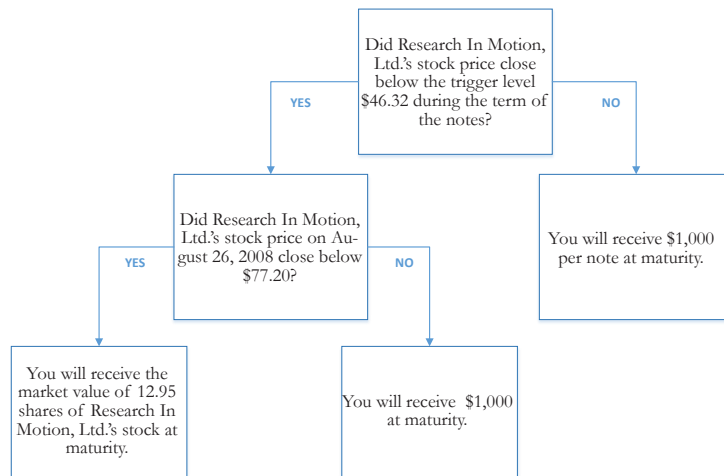 Did Research In Motion,
Ltd.'s stock price close
below the trigger level
$46.32 during the term of
the notes?
YES
NO
Did Research In Motion,
Ltd.'s stock price on Au-
gust 26, 2008 close below
$77.20?
You will receive $1,000
per note at maturity.
YES
NO
You will receive the
market value of 12.95
shares of Research In
Motion, Ltd.'s stock at
maturity.
You will receive $1,000
at maturity.